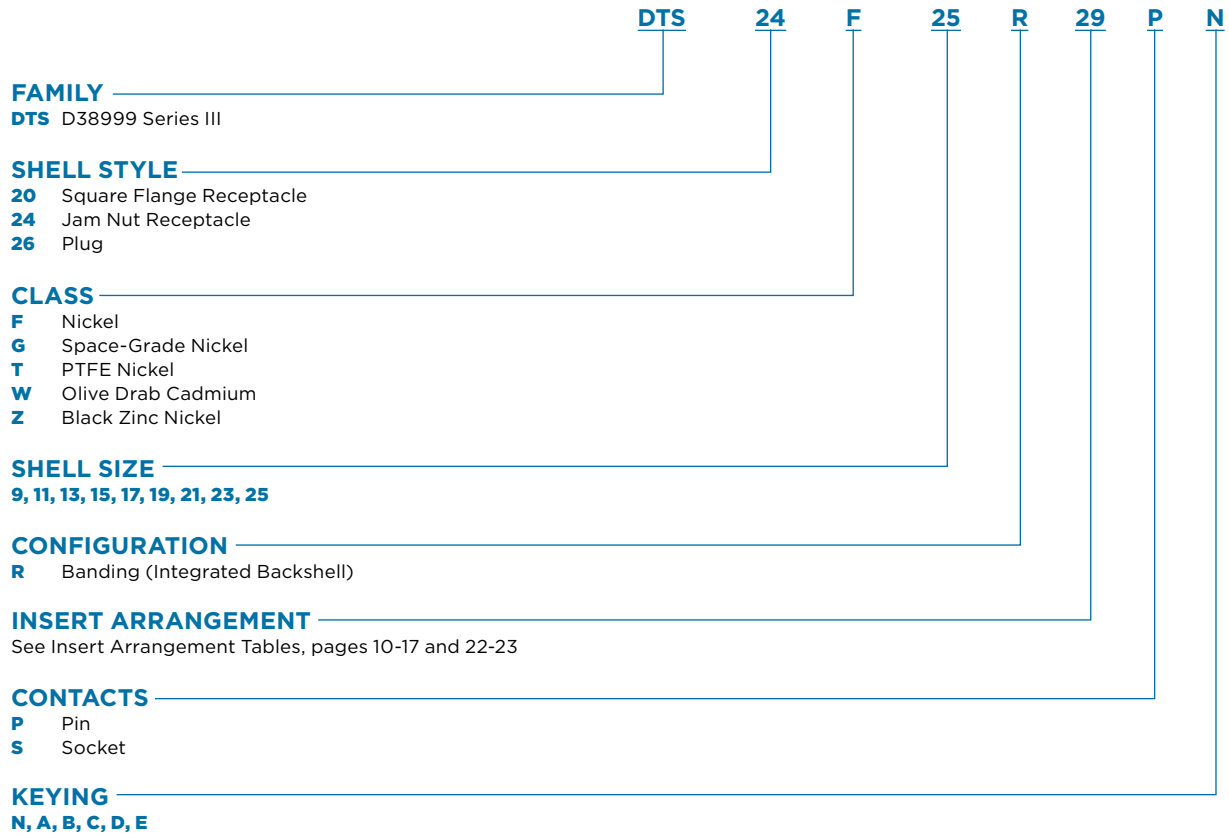 DTS 24 F 25 R 29 P N
FAMILY
DTS D38999 Series III
SHELL STYLE
20 Square Flange Receptacle
24 Jam Nut Receptacle
26 Plug
CLASS
F Nickel
G Space-Grade Nickel
T PTFE Nickel
W Olive Drab Cadmium
Z Black Zinc Nickel
SHELL SIZE
9, 11, 13, 15, 17, 19, 21, 23, 25
CONFIGURATION
R Banding (Integrated Backshell)
INSERT ARRANGEMENT
See Insert Arrangement Tables, pages 10-17 and 22-23
CONTACTS
P Pin
S Socket
KEYING
N, A, B, C, D, E